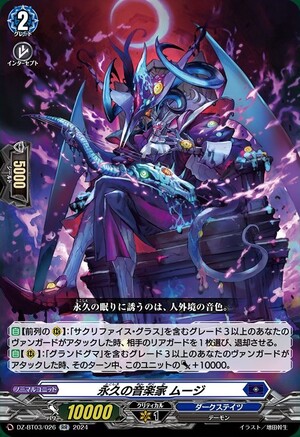 2
グレード
インターセプト
5000
シールド
永久の眠りに誘うのは、人外境の音色。
【前列の】:「サクリファイス・グラス」を含むグレード3以上のあなたの
ヴァンガードがアタックした時、相手のリアガードを1枚選び、退却させる。
:「グランドグマ」を含むグレード3以上のあなたのヴァンガードが
アタックした時、そのターン中、このユニットの+10000。
ノーマルユニット
永久の音楽家 ムージ
パワー
10000
クリティカル
1
ダークステイツ
デーモン
DZ-BT03/026 RR 2024
イラスト/増田幹生